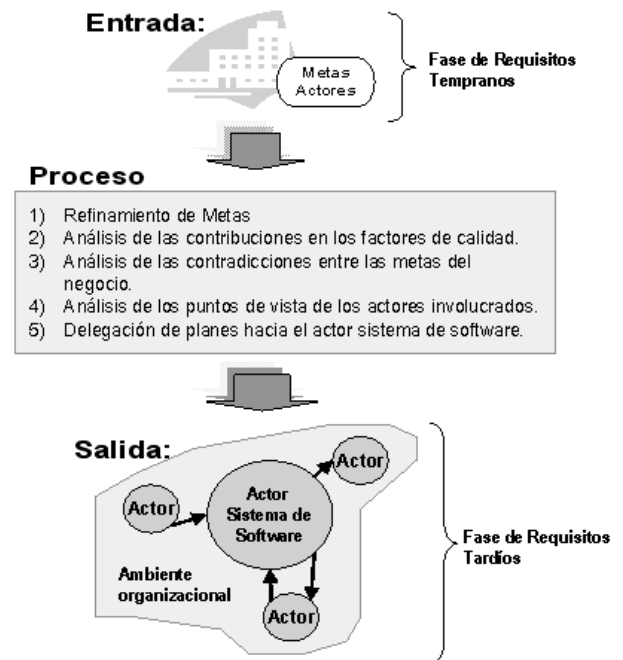 Entrada:
Metas
Actores
Fase de Requisitos
Tempranos
Proceso
1) Refinamiento de Metas
2) Análisis de las contribuciones en los factores de calidad.
3) Análisis de las contradicciones entre las metas del
negocio.
4) Análisis de los puntos de vista de los actores involucrados.
5) Delegación de planes hacia el actor sistema de software.
Salida:
Actor
Actor
Actor
Sistema de
Software
Ambiente
organizacional
Actor
Fase de Requisitos
Tardíos